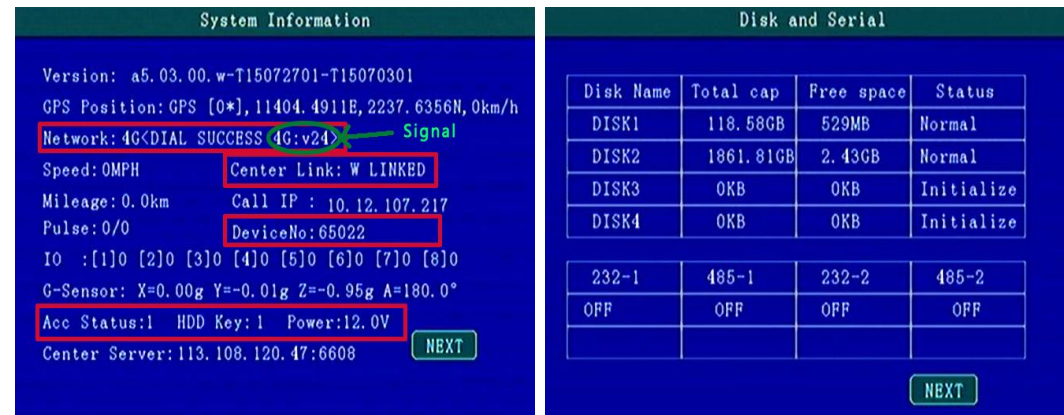 System Information
Version: a5.03.00.w-T15072701-T15070301
GPS Position:GPS [0*],11404.4911E,2237.6356N,0km/h
Network:4G<DIAL SUCCESS 4G:v24>
Signal
Speed:0MPH Center Link: W LINKED
Mileage:0.0km Call IP : 10.12.107.217
Pulse:0/0 DeviceNo:65022
IO :[1]0 [2]0 [3]0 [4]0 [5]0 [6]0 [7]0 [8]0
G-Sensor: X=0.00g Y=-0.01g Z=-0.95g A=180.0°
Acc Status:1 HDD Key:1 Power:12.0V
Center Server:113.108.120.47:6608
NEXT
Disk and Serial
Disk Name Total cap Free space Status
DISK1 118.58GB 529MB Normal
DISK2 1861.81GB 2.43GB Normal
DISK3 0KB 0KB Initialize
DISK4 0KB 0KB Initialize
232-1 485-1 232-2 485-2
OFF OFF OFF OFF
NEXT